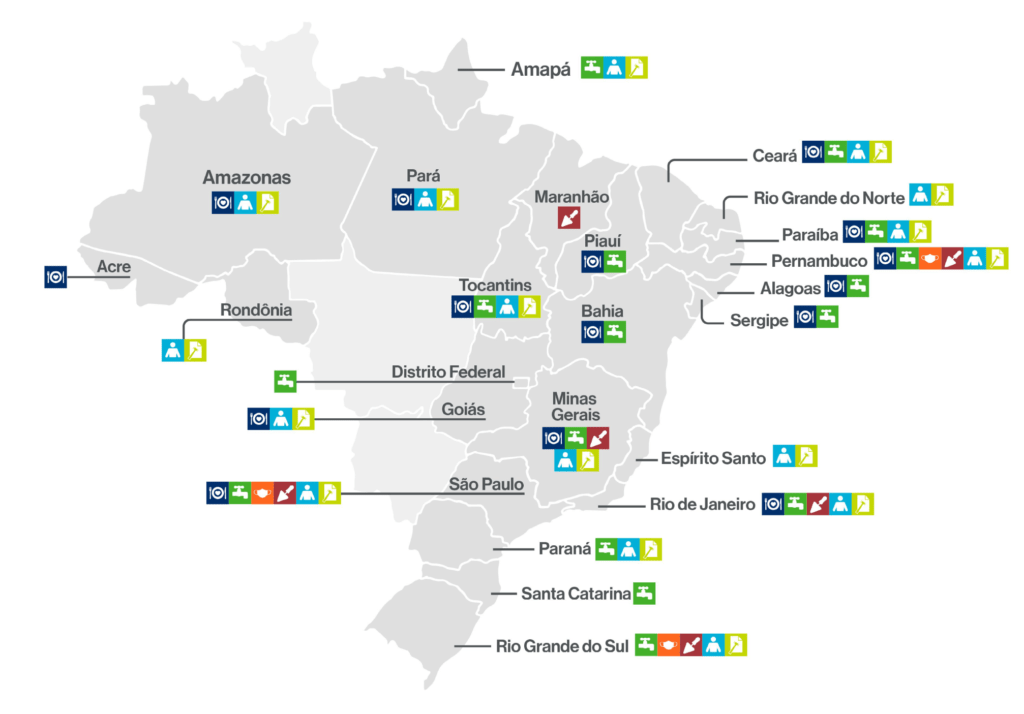 Amapá
Ceará
Amazonas
Pará
Maranhão
Rio Grande do Norte
Paraíba
Piauí
Pernambuco
Acre
Tocantins
Alagoas
Rondônia
Bahia
Sergipe
Distrito Federal
Goiás
Minas
Gerais
Espírito Santo
São Paulo
Rio de Janeiro
Paraná
Santa Catarina
Rio Grande do Sul